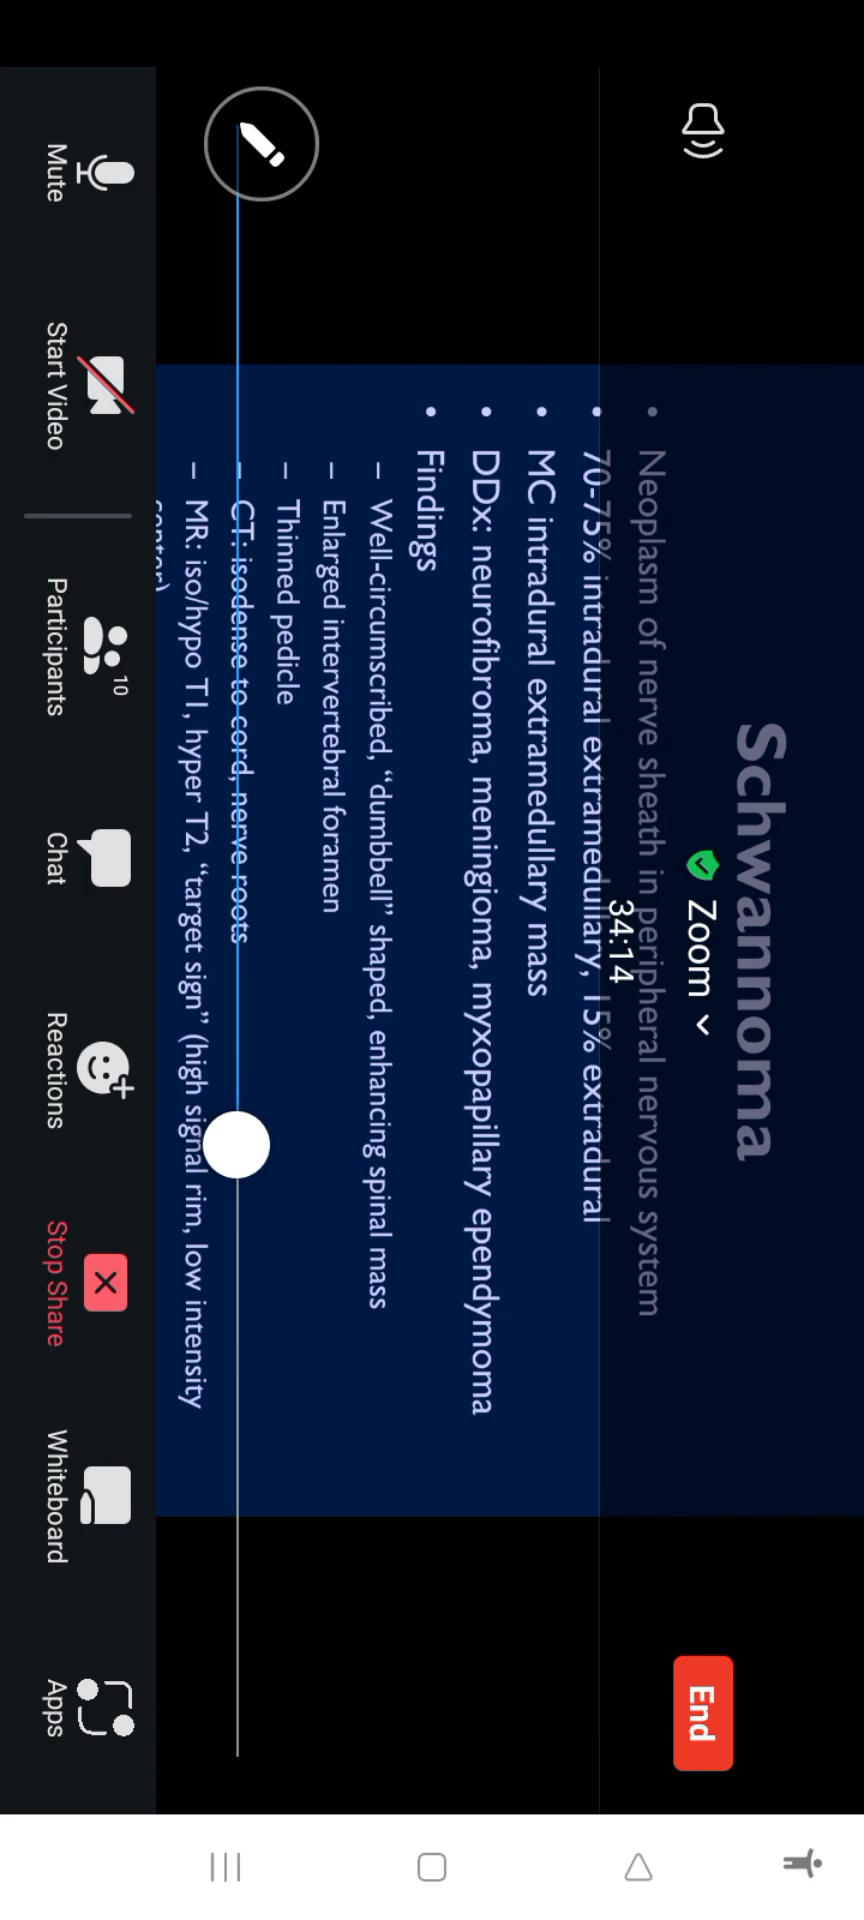 Zoom
End
34:14
Schwannoma
• Neoplasm of nerve sheath in peripheral nervous system
• 70-75% intradural extramedullary, 15% extradural
• MC intradural extramedullary mass
• DDx: neurofibroma, meningioma, myxopapillary ependymoma
• Findings
– Well-circumscribed, “dumbbell” shaped, enhancing spinal mass
– Enlarged intervertebral foramen
– Thinned pedicle
– CT: isodense to cord, nerve roots
– MR: iso/hypo T1, hyper T2, “target sign” (high signal rim, low intensity
center)
Mute
Start Video
10
Participants
Chat
Reactions
Stop Share
Whiteboard
Apps